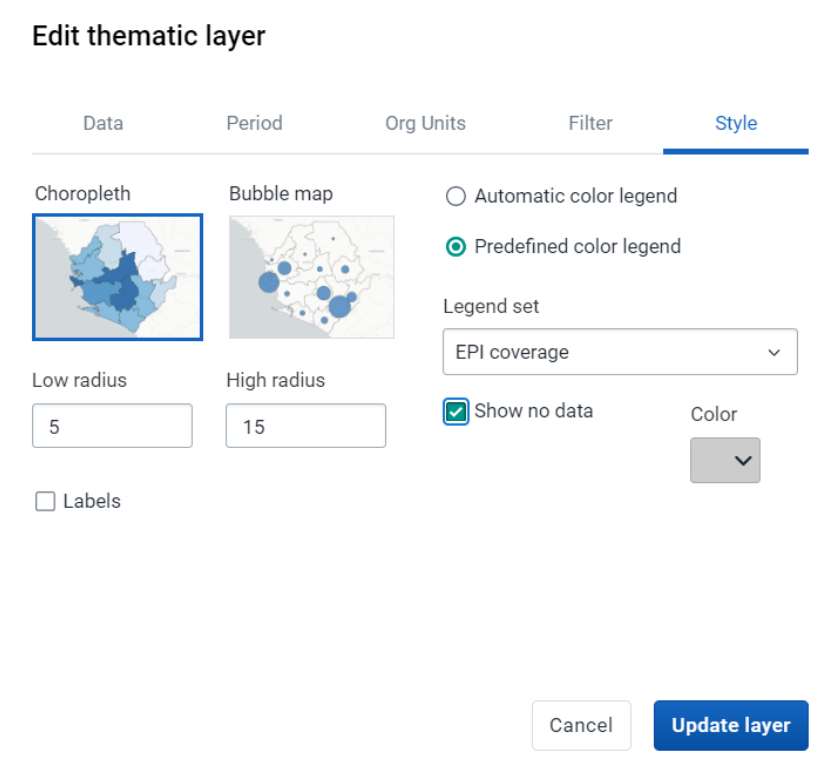 Edit thematic layer
Data Period Org Units Filter Style
Choropleth Bubble map
Automatic color legend
Predefined color legend
Legend set
EPI coverage
Low radius High radius
5 15
Show no data Color
Labels
Cancel Update layer